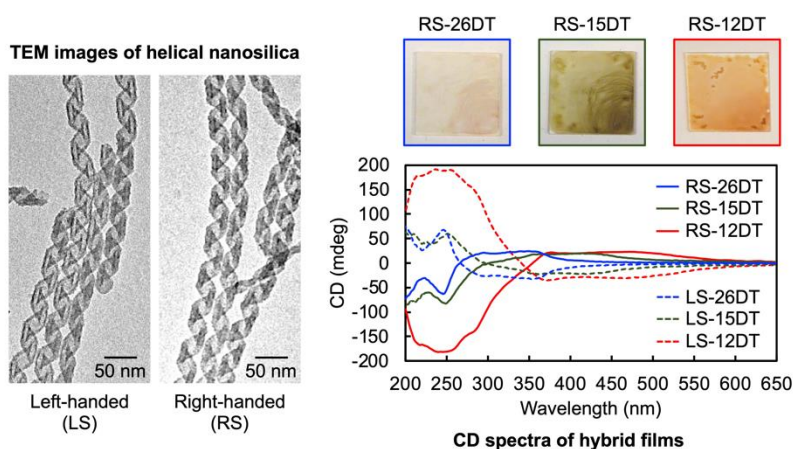 TEM images of helical nanosilica
50 nm
50 nm
Left-handed
(LS)
Right-handed
(RS)
RS-26DT
RS-15DT
RS-12DT
CD (mdeg)
200
150
100
50
0
-50
-100
-150
-200
RS-26DT
RS-15DT
RS-12DT
LS-26DT
LS-15DT
LS-12DT
200 250 300 350 400 450 500 550 600 650
Wavelength (nm)
CD spectra of hybrid films